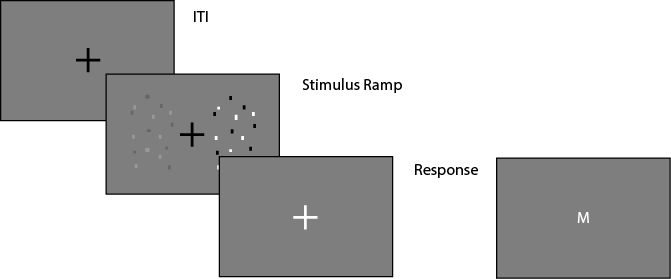 ITI
Stimulus Ramp
Response
M